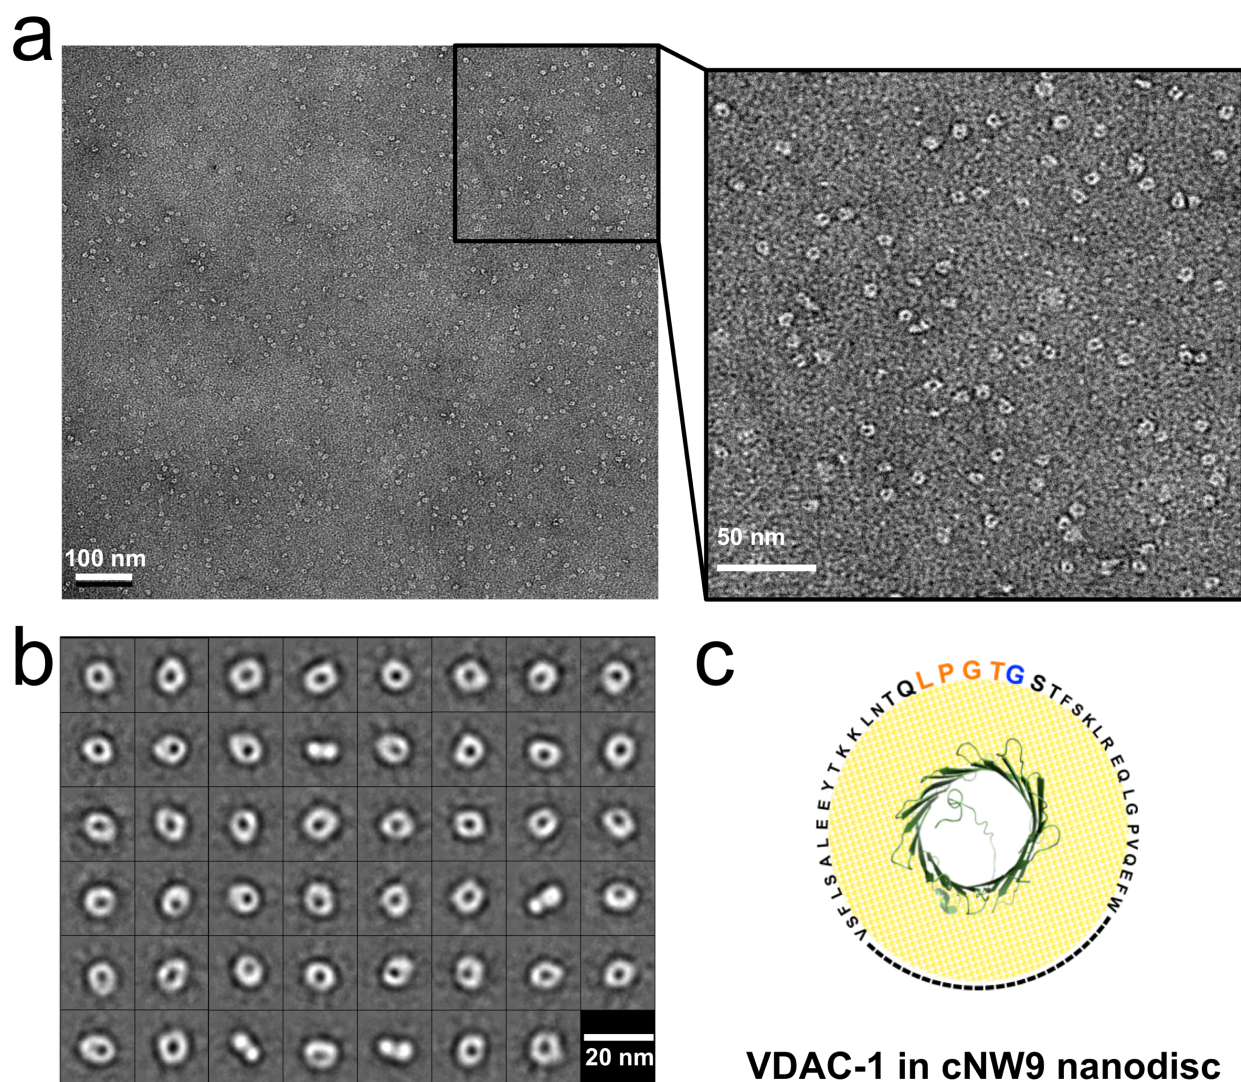 a
100 nm
50 nm
b
20 nm
c
VSFLSALEEYTKKLNTQLPGTGSTFSKLREQLGPVQEFW
VDAC-1 in cNW9 nanodisc